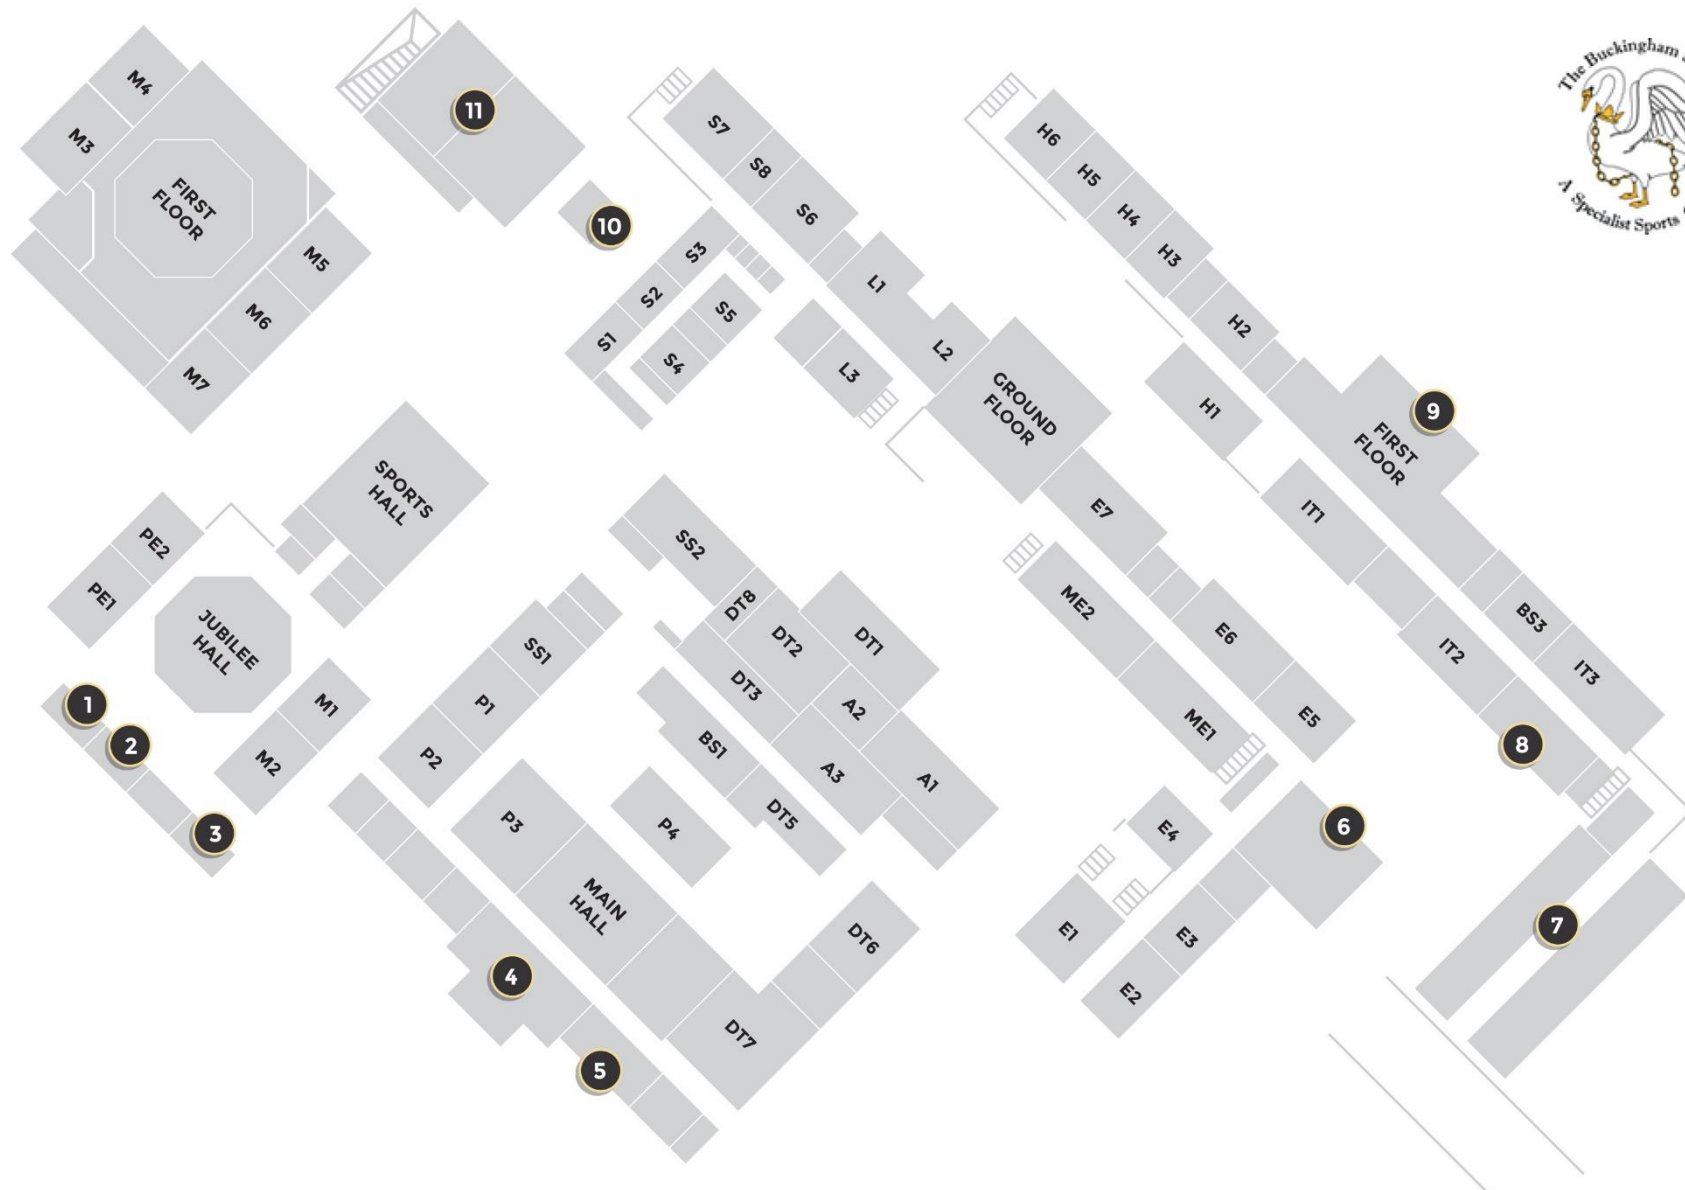 The Buckingham
A Specialist Sports
M4
M3
FIRST
FLOOR
M5
M6
M7
11
10
S7
S8
S6
S3
S2
S1
S5
S4
L1
L2
L3
GROUND
FLOOR
H6
H5
H4
H3
H2
H1
9
FIRST
FLOOR
IT1
IT2
BS3
IT3
8
7
SPORTS
HALL
PE2
PE1
JUBILEE
HALL
M1
M2
1
2
3
SS2
DT8
DT2
DT1
DT3
A2
A3
A1
SS1
P1
P2
BS1
DT5
P3
P4
MAIN
HALL
DT6
DT7
4
5
E7
ME2
ME1
E6
E5
6
E4
E1
E3
E2